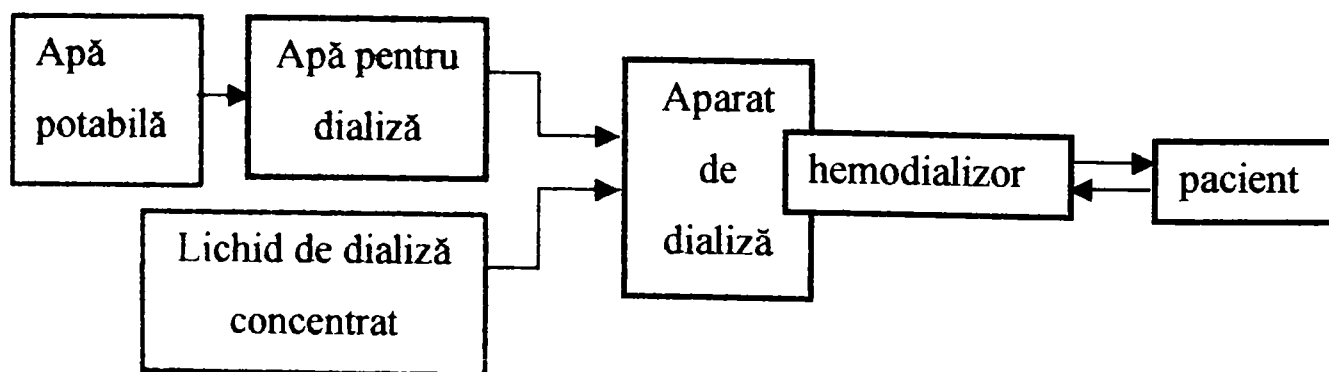 Apă
potabilă
Apă pentru
dializă
Lichid de dializă
concentrat
Aparat
de
dializă
hemodializor
pacient